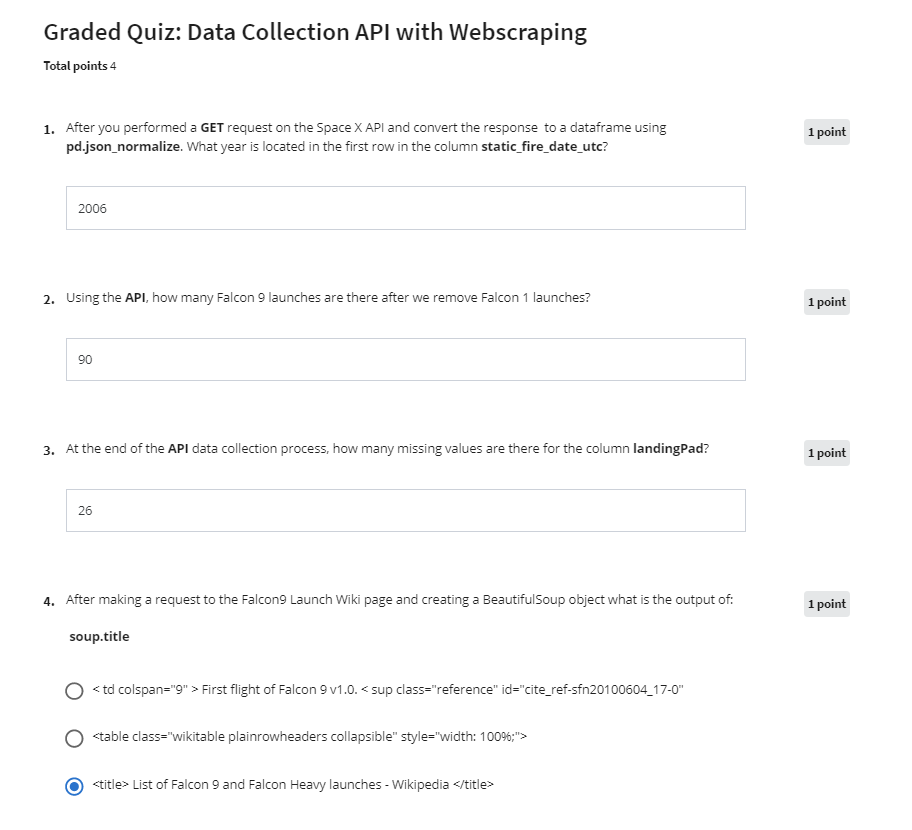 Graded Quiz: Data Collection API with Webscraping
Total points 4
1. After you performed a GET request on the Space X API and convert the response to a dataframe using
pd.json_normalize. What year is located in the first row in the column static_fire_date_utc?
1 point
2006
2. Using the API, how many Falcon 9 launches are there after we remove Falcon 1 launches?
1 point
90
3. At the end of the API data collection process, how many missing values are there for the column landingPad?
1 point
26
4. After making a request to the Falcon9 Launch Wiki page and creating a BeautifulSoup object what is the output of:
1 point
soup.title
< td colspan="9" > First flight of Falcon 9 v1.0. < sup class="reference" id="cite_ref-sfn20100604_17-0"
<table class="wikitable plainrowheaders collapsible" style="width: 100%;">
<title> List of Falcon 9 and Falcon Heavy launches - Wikipedia </title>